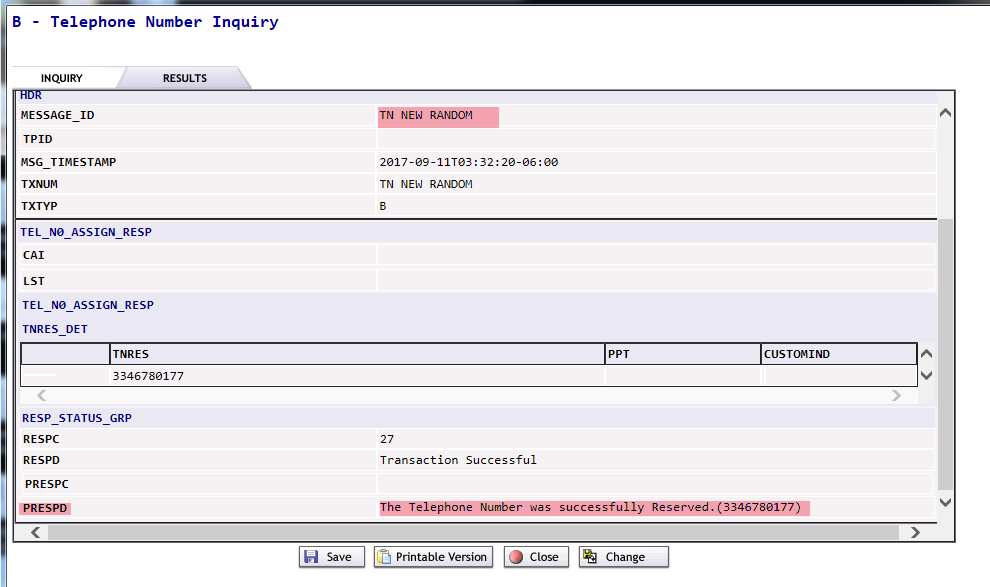 B - Telephone Number Inquiry
INQUIRY RESULTS
HDR
MESSAGE_ID TN NEW RANDOM
TPID
MSG_TIMESTAMP 2017-09-11T03:32:20-06:00
TXNUM TN NEW RANDOM
TXTYP B
TEL_N0_ASSIGN_RESP
CAI
LST
TEL_N0_ASSIGN_RESP
TNRES_DET
TNRES PPT CUSTOMIND
3346780177
RESP_STATUS_GRP
RESPC 27
RESPD Transaction Successful
PRESPC
PRESPD The Telephone Number was successfully Reserved.(3346780177)
Save Printable Version Close Change